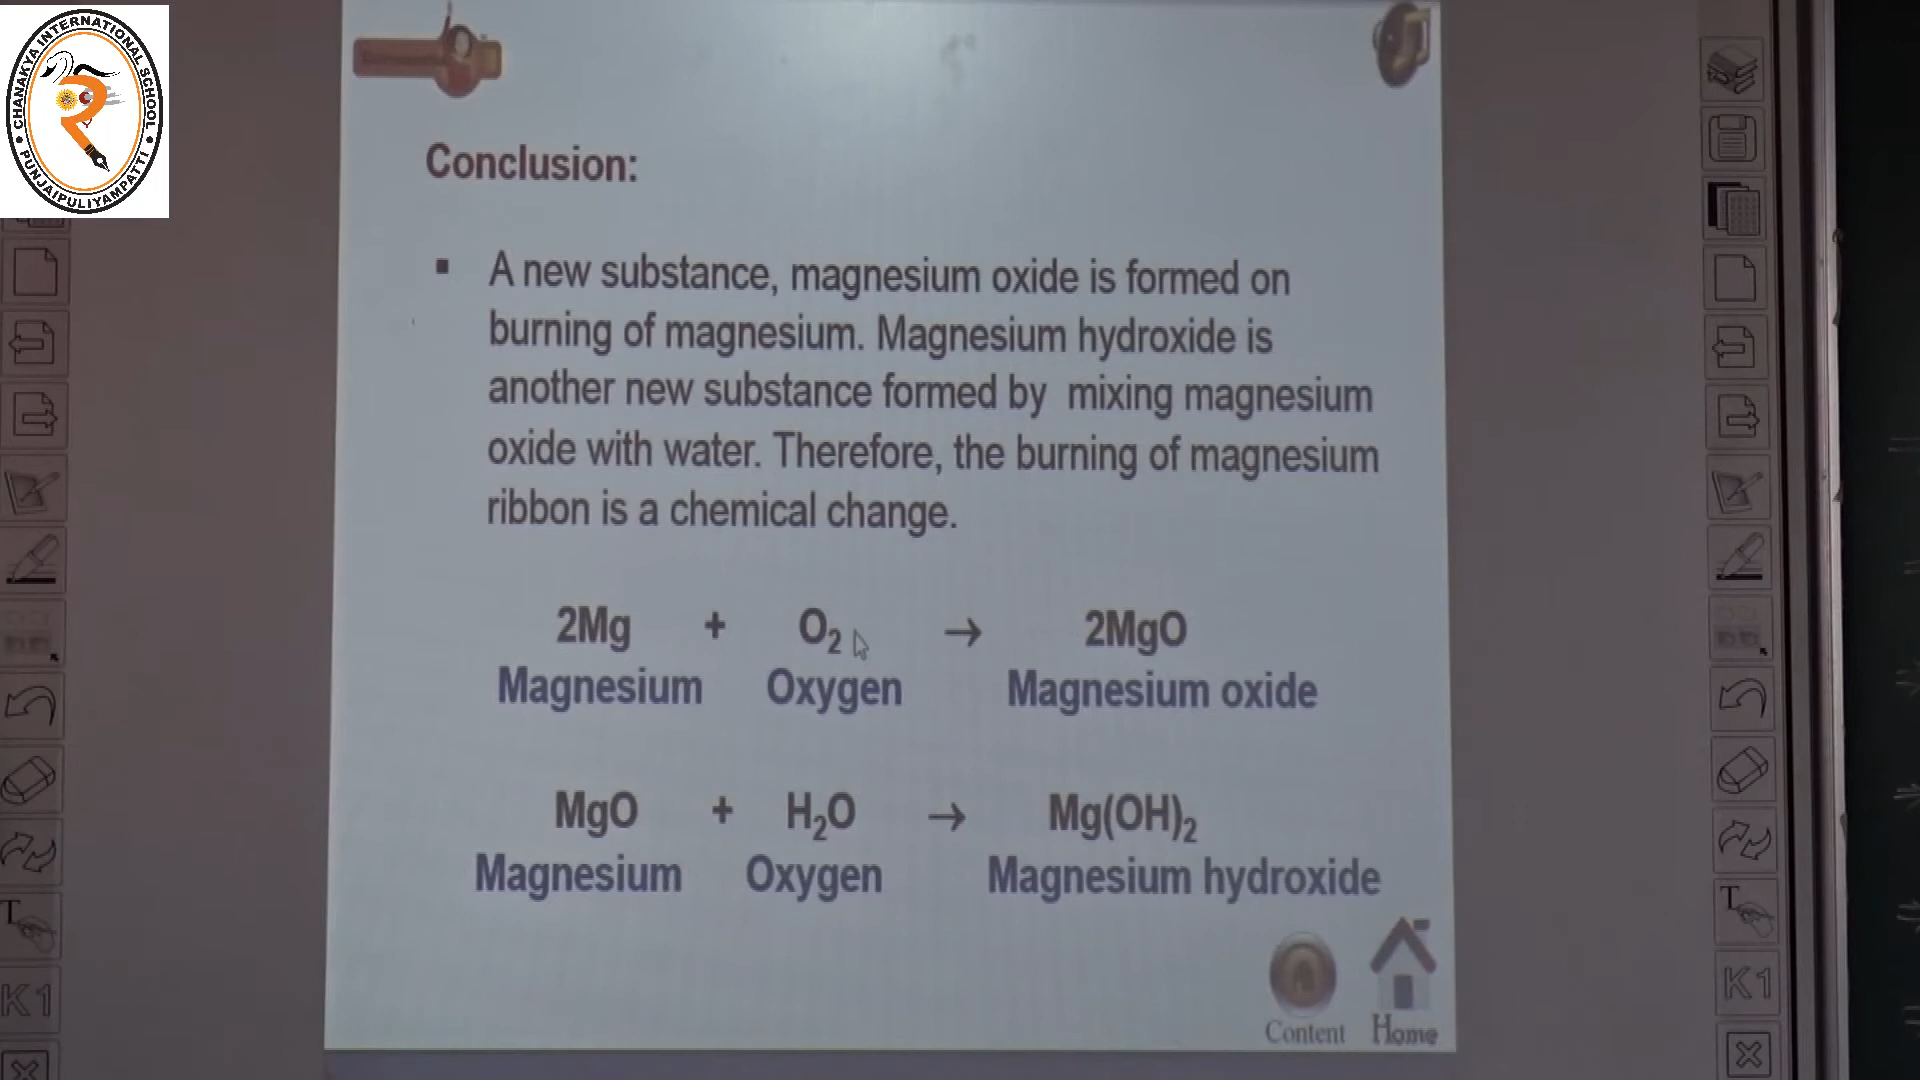 CHANAKYA INTERNATIONAL SCHOOL
PUNJAIPULIYAMPATTI
Conclusion:
▪ A new substance, magnesium oxide is formed on
burning of magnesium. Magnesium hydroxide is
another new substance formed by mixing magnesium
oxide with water. Therefore, the burning of magnesium
ribbon is a chemical change.
2Mg + O₂ → 2MgO
Magnesium Oxygen Magnesium oxide
MgO + H₂O → Mg(OH)₂
Magnesium Oxygen Magnesium hydroxide
Content Home
T T
K1 K1